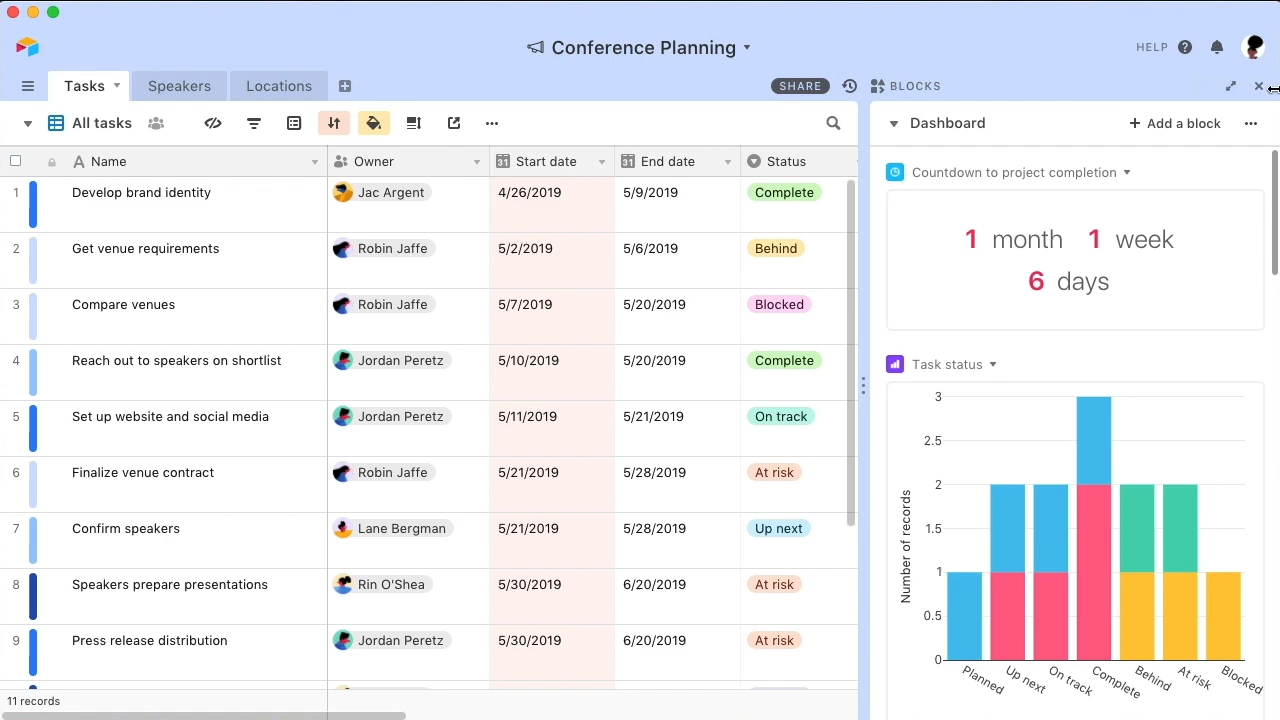 Conference Planning
HELP
Tasks
Speakers
Locations
SHARE
BLOCKS
All tasks
Dashboard
Add a block
Name
Owner
Start date
End date
Status
1 Develop brand identity Jac Argent 4/26/2019 5/9/2019 Complete
2 Get venue requirements Robin Jaffe 5/2/2019 5/6/2019 Behind
3 Compare venues Robin Jaffe 5/7/2019 5/20/2019 Blocked
4 Reach out to speakers on shortlist Jordan Peretz 5/10/2019 5/20/2019 Complete
5 Set up website and social media Jordan Peretz 5/11/2019 5/21/2019 On track
6 Finalize venue contract Robin Jaffe 5/21/2019 5/28/2019 At risk
7 Confirm speakers Lane Bergman 5/21/2019 5/28/2019 Up next
8 Speakers prepare presentations Rin O'Shea 5/30/2019 6/20/2019 At risk
9 Press release distribution Jordan Peretz 5/30/2019 6/20/2019 At risk
11 records
Countdown to project completion
1 month 1 week
6 days
Task status
Number of records
3
2.5
2
1.5
1
0.5
0
Planned
Up next
On track
Complete
Behind
At risk
Blocked